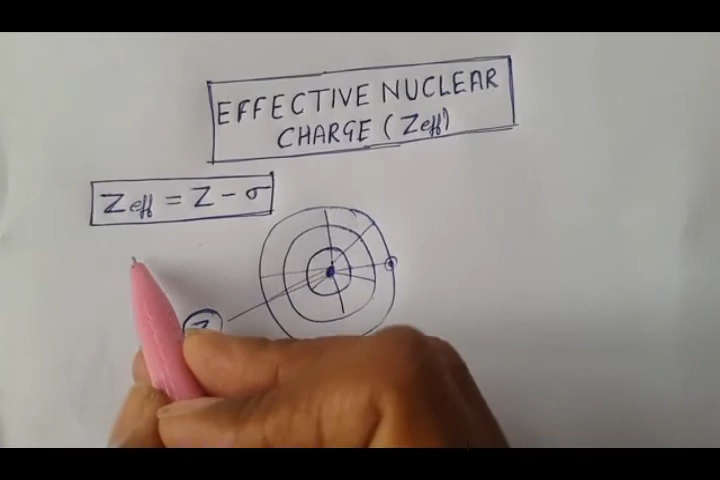 EFFECTIVE NUCLEAR
CHARGE (Zeff)
Zeff = Z - σ